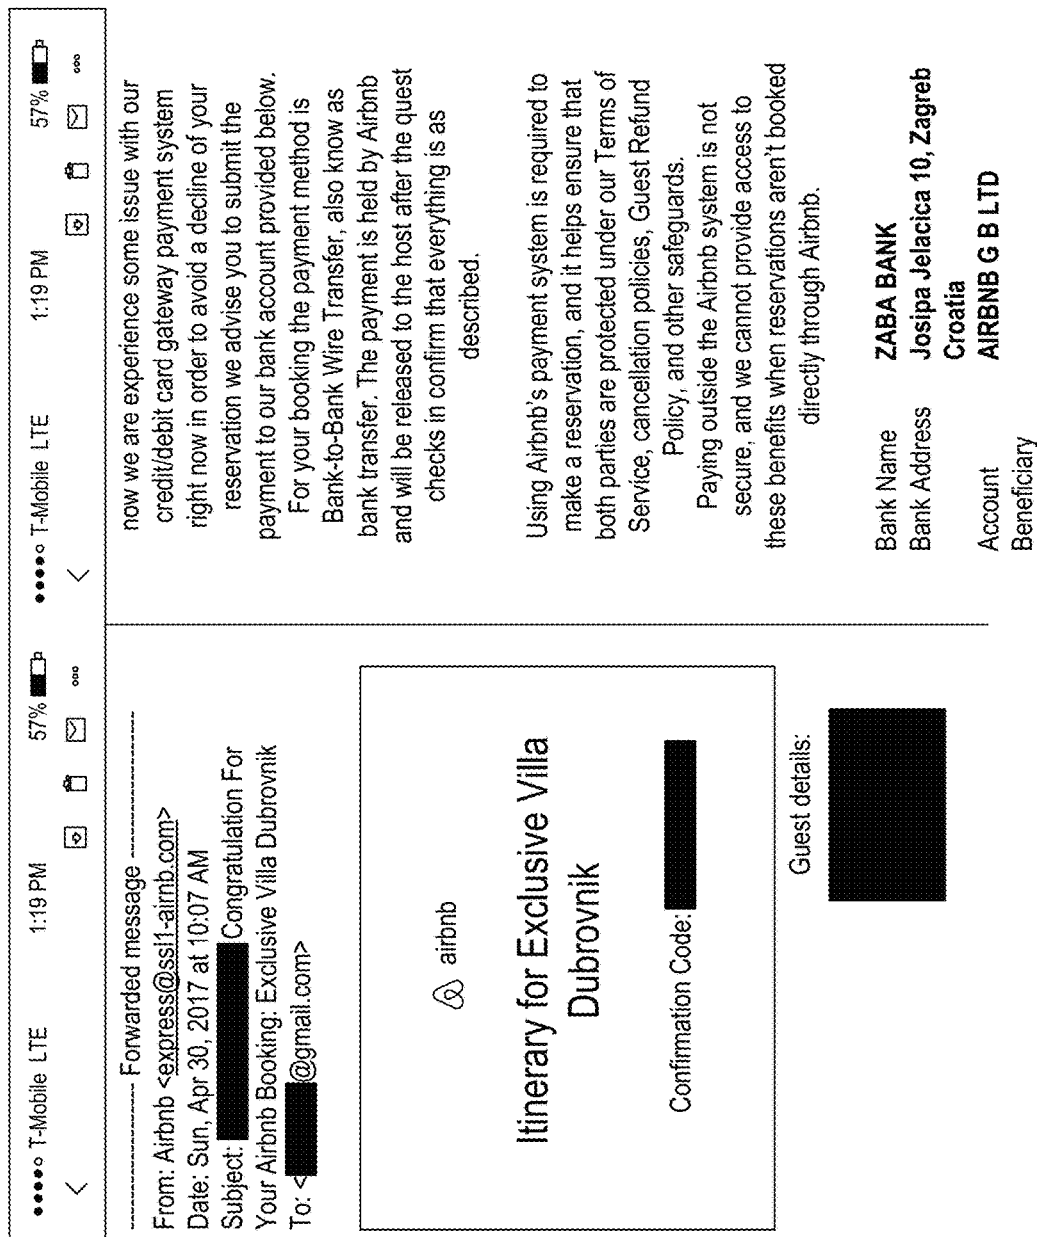 ●●●●○ T-Mobile LTE 1:19 PM 57%
---------------- Forwarded message ----------------
From: Airbnb <express@ssl1-airnb.com>
Date: Sun, Apr 30, 2017 at 10:07 AM
Subject: Congratulation For
Your Airbnb Booking: Exclusive Villa Dubrovnik
To: < @gmail.com>
airbnb
Itinerary for Exclusive Villa
Dubrovnik
Confirmation Code:
Guest details:
●●●●○ T-Mobile LTE 1:19 PM 57%
now we are experience some issue with our
credit/debit card gateway payment system
right now in order to avoid a decline of your
reservation we advise you to submit the
payment to our bank account provided below.
For your booking the payment method is
Bank-to-Bank Wire Transfer, also know as
bank transfer. The payment is held by Airbnb
and will be released to the host after the quest
checks in confirm that everything is as
described.
Using Airbnb's payment system is required to
make a reservation, and it helps ensure that
both parties are protected under our Terms of
Service, cancellation policies, Guest Refund
Policy, and other safeguards.
Paying outside the Airbnb system is not
secure, and we cannot provide access to
these benefits when reservations aren't booked
directly through Airbnb.
Bank Name ZABA BANK
Bank Address Josipa Jelacica 10, Zagreb
Croatia
Account AIRBNB G B LTD
Beneficiary